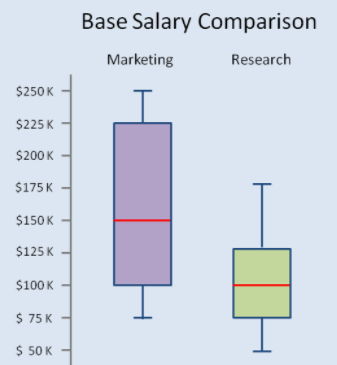 Base Salary Comparison
Marketing Research
$250 K
$225 K
$200 K
$175 K
$150 K
$125 K
$100 K
$ 75 K
$ 50 K